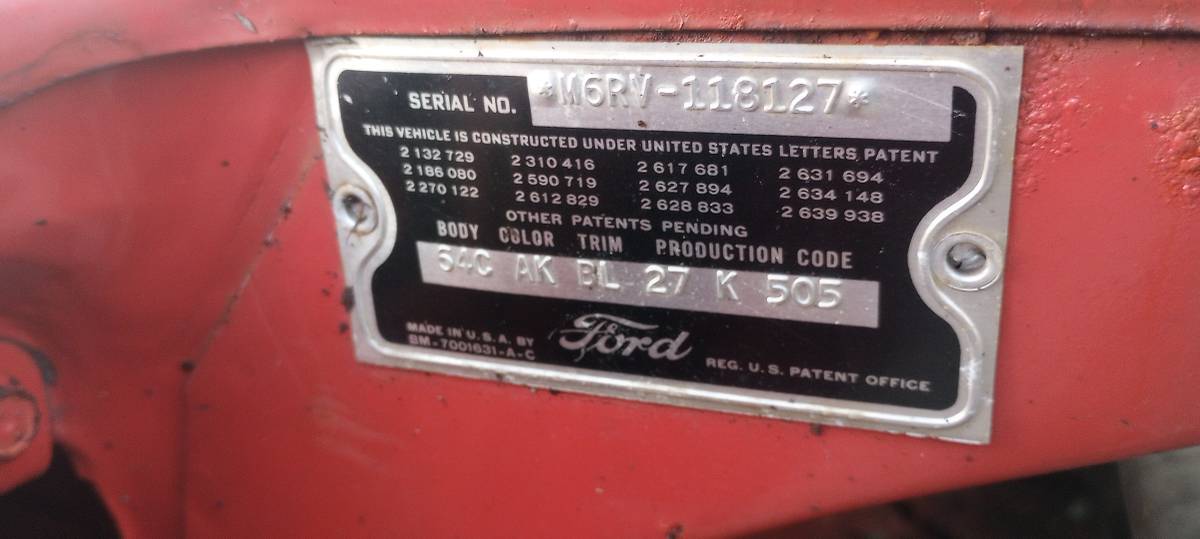 SERIAL NO. *M6RV-118127*
THIS VEHICLE IS CONSTRUCTED UNDER UNITED STATES LETTERS PATENT
2 132 729 2 310 416 2 617 681 2 631 694
2 186 080 2 590 719 2 627 894 2 634 148
2 270 122 2 612 829 2 628 833 2 639 938
OTHER PATENTS PENDING
BODY COLOR TRIM PRODUCTION CODE
64C AK BL 27 K 505
MADE IN U.S.A. BY
BM-7001631-A-C
Ford
REG. U.S. PATENT OFFICE